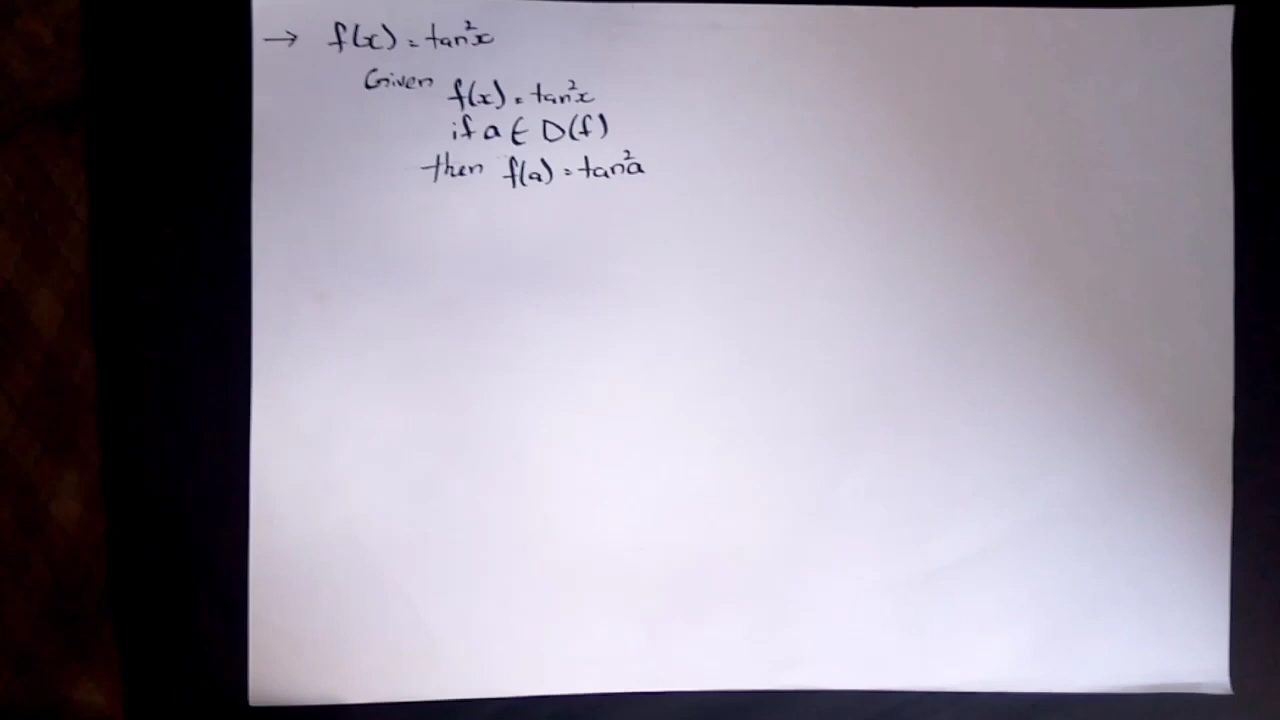 → f(x) = tan²x
Given f(x) = tan²x
if a ∈ D(f)
then f(a) = tan²a